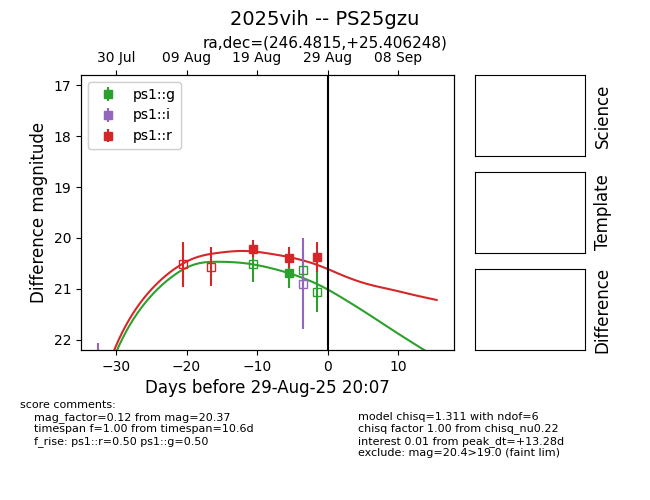 2025vih -- PS25gzu
ra,dec=(246.4815,+25.406248)
30 Jul 09 Aug 19 Aug 29 Aug 08 Sep
ps1::g
ps1::i
ps1::r
17
18
19
20
21
22
Difference magnitude
−30 −20 −10 0 10
Days before 29-Aug-25 20:07
Science
Template
Difference
score comments:
mag_factor=0.12 from mag=20.37
timespan f=1.00 from timespan=10.6d
f_rise: ps1::r=0.50 ps1::g=0.50
model chisq=1.311 with ndof=6
chisq factor 1.00 from chisq_nu0.22
interest 0.01 from peak_dt=+13.28d
exclude: mag=20.4>19.0 (faint lim)